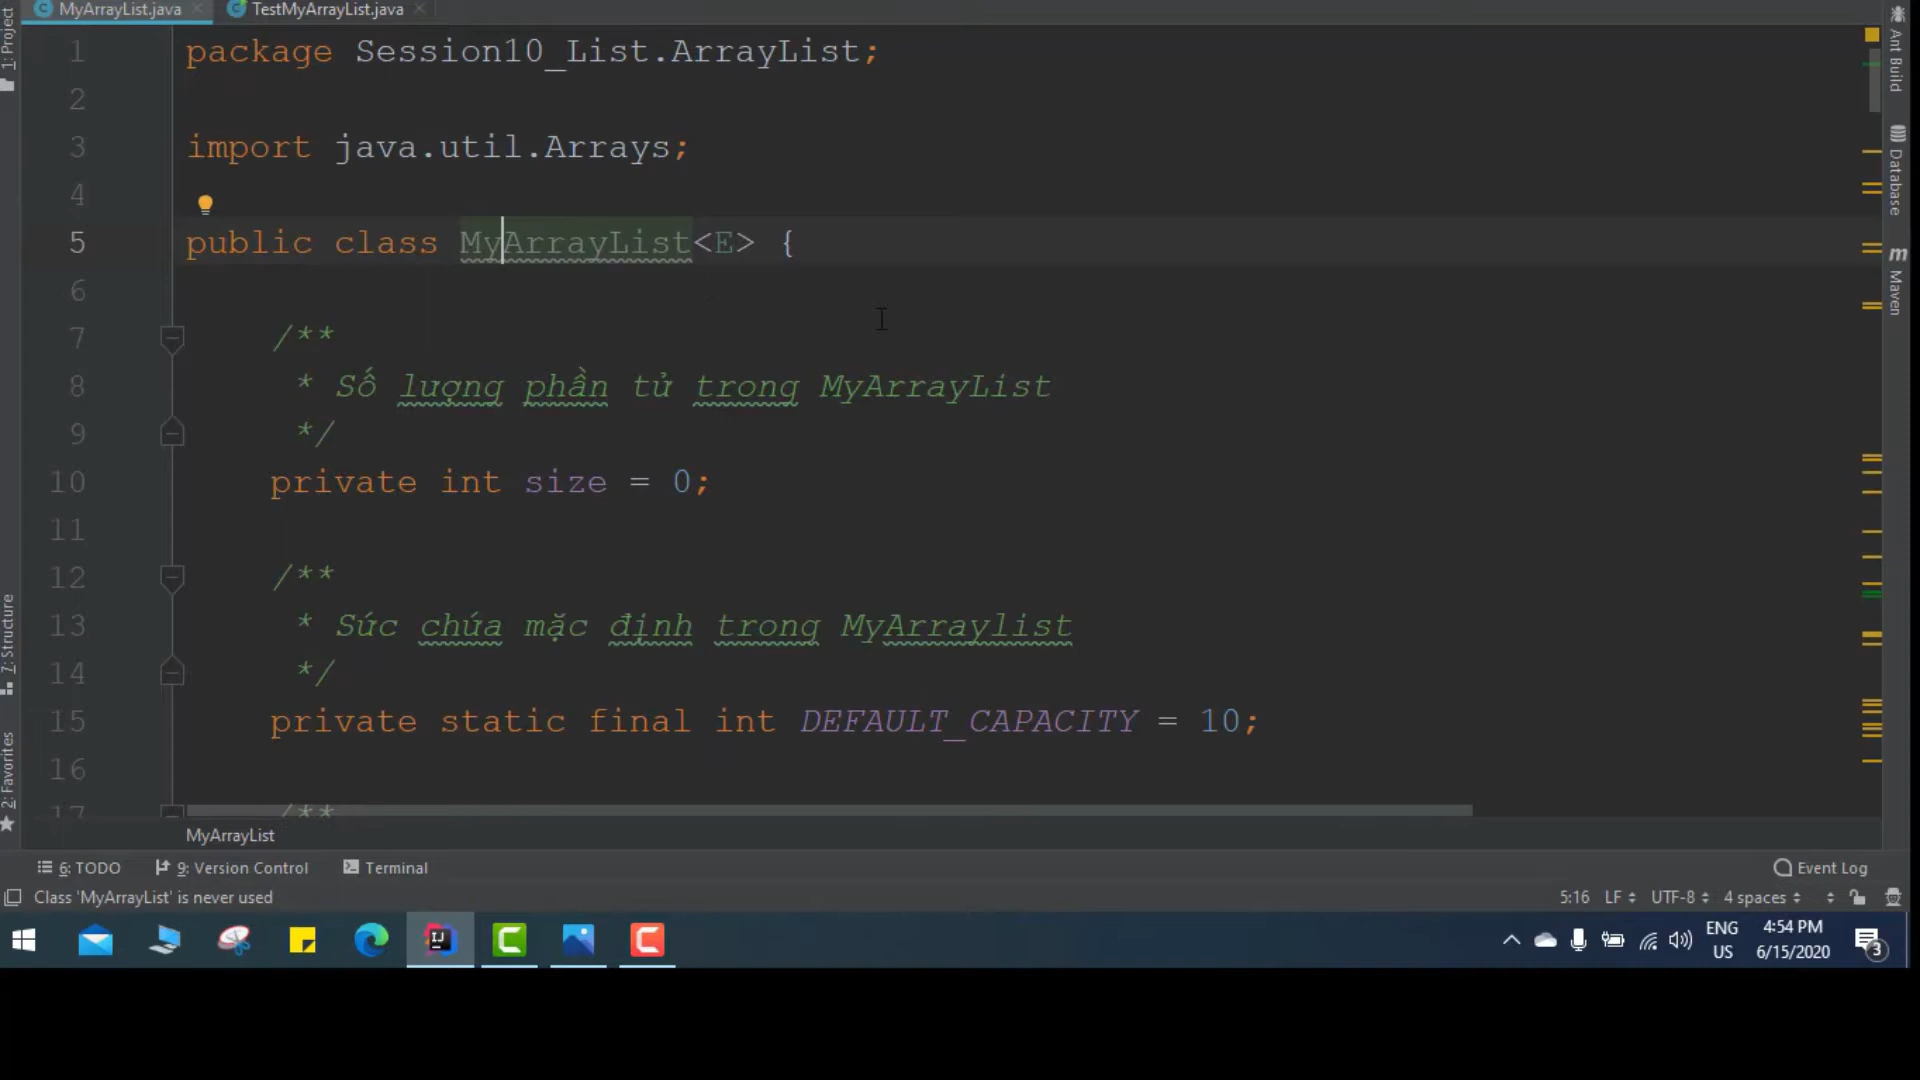 MyArrayList.java
TestMyArrayList.java
1: Project
1 package Session10_List.ArrayList;
2
3 import java.util.Arrays;
4
5 public class MyArrayList<E> {
6
7 /**
8 * Số lượng phần tử trong MyArrayList
9 */
10 private int size = 0;
11
12 /**
13 * Sức chứa mặc định trong MyArraylist
14 */
15 private static final int DEFAULT_CAPACITY = 10;
16
17 /**
7: Structure
2: Favorites
Ant Build
Database
m Maven
MyArrayList
6: TODO
9: Version Control
Terminal
Event Log
Class 'MyArrayList' is never used
5:16 LF UTF-8 4 spaces
ENG
US
4:54 PM
6/15/2020
3